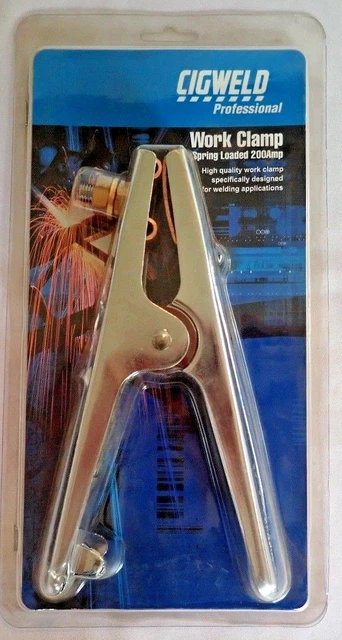 CIGWELD
Professional
Work Clamp
Spring Loaded 200Amp
High quality work clamp
specifically designed
for welding applications